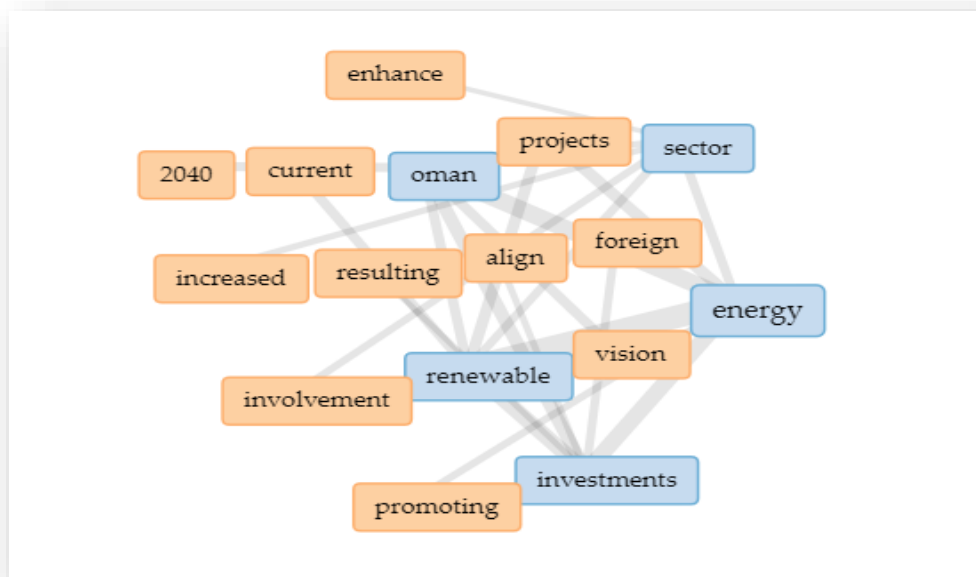 enhance
projects
sector
2040
current
oman
foreign
align
increased
resulting
energy
vision
renewable
involvement
investments
promoting